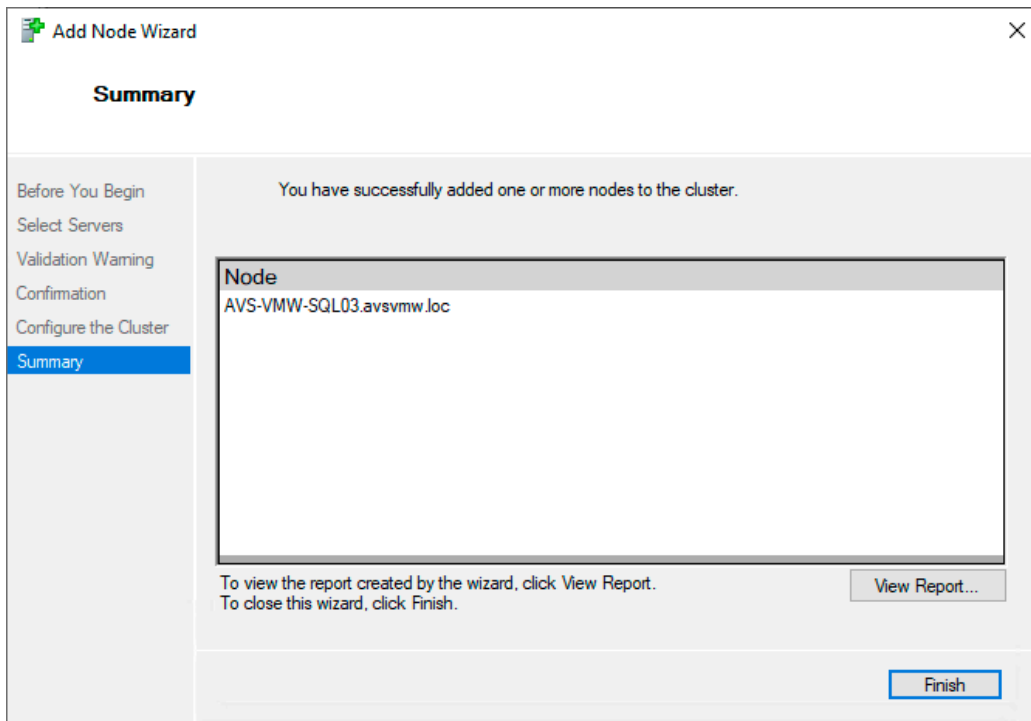 Add Node Wizard
Summary
Before You Begin
Select Servers
Validation Warning
Confirmation
Configure the Cluster
Summary
You have successfully added one or more nodes to the cluster.
Node
AVS-VMW-SQL03.avsvmw.loc
To view the report created by the wizard, click View Report.
To close this wizard, click Finish.
View Report...
Finish